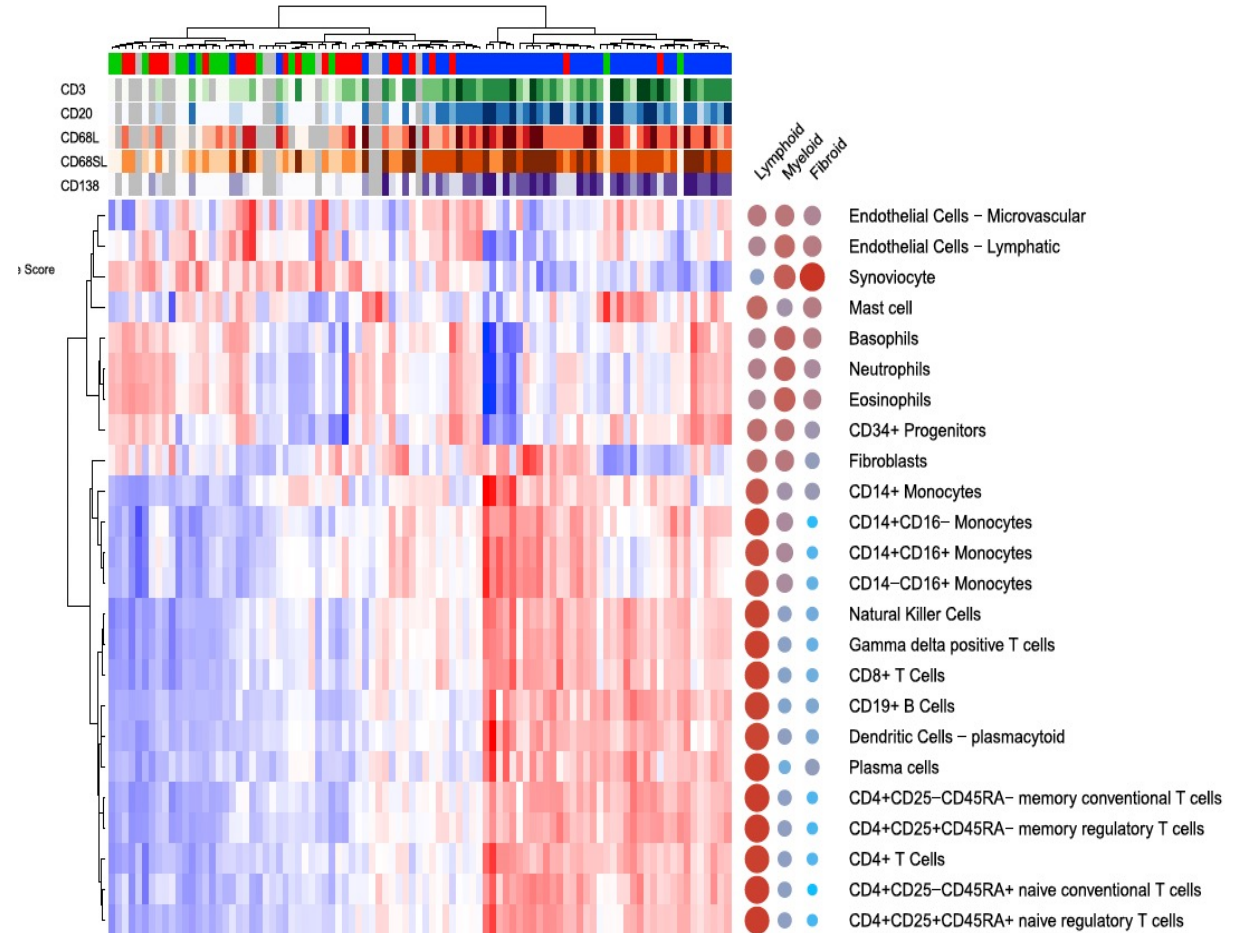 CD3
CD20
CD68L
CD68SL
CD138
Lymphoid
Myeloid
Fibroid
e Score
Endothelial Cells − Microvascular
Endothelial Cells − Lymphatic
Synoviocyte
Mast cell
Basophils
Neutrophils
Eosinophils
CD34+ Progenitors
Fibroblasts
CD14+ Monocytes
CD14+CD16− Monocytes
CD14+CD16+ Monocytes
CD14−CD16+ Monocytes
Natural Killer Cells
Gamma delta positive T cells
CD8+ T Cells
CD19+ B Cells
Dendritic Cells − plasmacytoid
Plasma cells
CD4+CD25−CD45RA− memory conventional T cells
CD4+CD25+CD45RA− memory regulatory T cells
CD4+ T Cells
CD4+CD25−CD45RA+ naive conventional T cells
CD4+CD25+CD45RA+ naive regulatory T cells